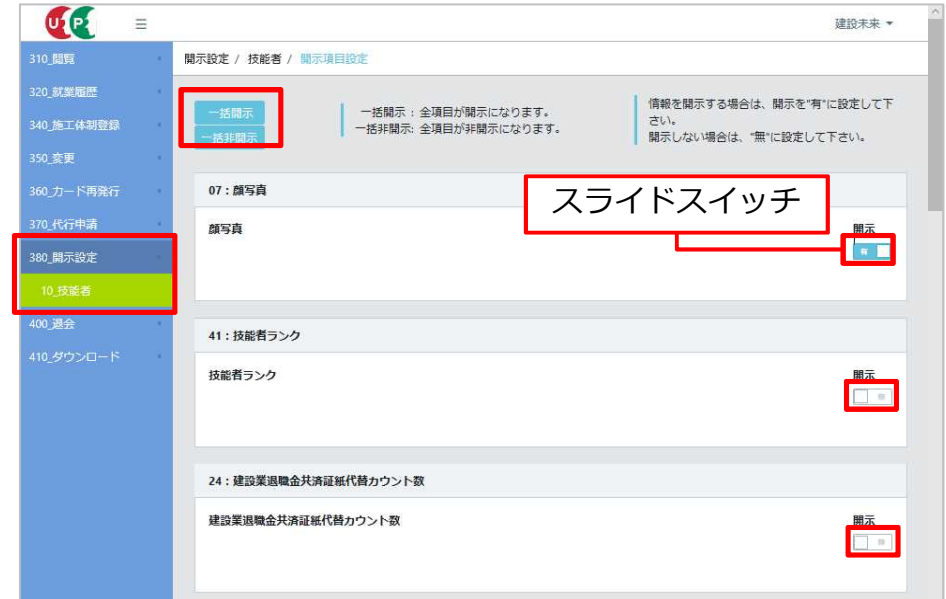 建設未来
310_閲覧
320_就業履歴
340_施工体制登録
350_変更
360_カード再発行
370_代行申請
380_開示設定
10_技能者
400_退会
410_ダウンロード
開示設定 / 技能者 / 開示項目設定
一括開示
一括非開示
一括開示 : 全項目が開示になります。
一括非開示: 全項目が非開示になります。
情報を開示する場合は、開示を"有"に設定して下
さい。
開示しない場合は、"無"に設定して下さい。
07 : 顔写真
スライドスイッチ
顔写真
開示
有
41 : 技能者ランク
技能者ランク
開示
24 : 建設業退職金共済証紙代替カウント数
建設業退職金共済証紙代替カウント数
開示